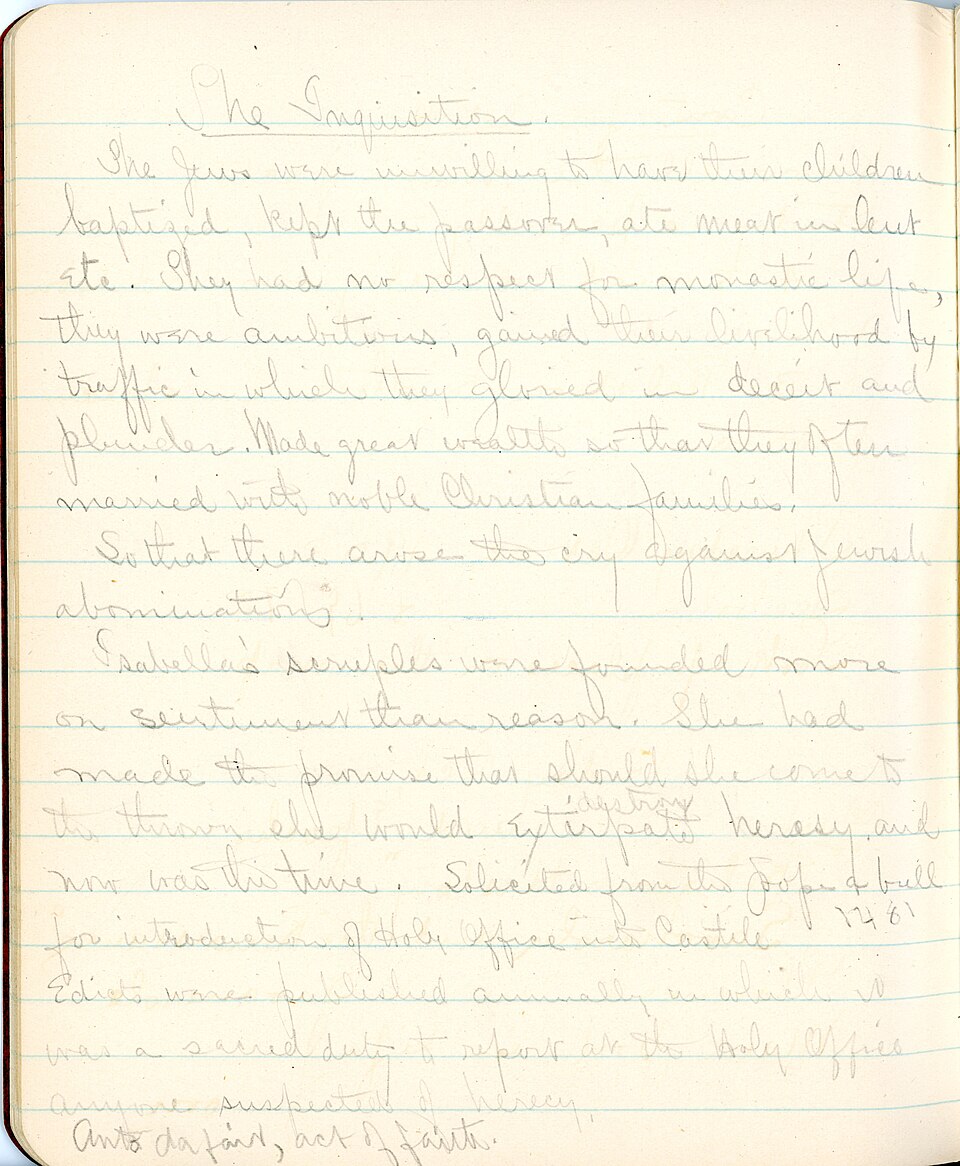 The Inquisition.
The Jews were unwilling to have their children
baptized, kept the passover, ate meat in lent
etc. They had no respect for monastic life,
they were ambitious, gained their livelihood by
traffic in which they gloried in deceit and
plunder. Made great wealth so that they often
married with noble Christian families.
So that there arose the cry against Jewish
abominations.
Isabella's scruples were founded more
on sentiment than reason. She had
made the promise that should she come to
destroy
the thrown she would extirpate heresy and
now was the time. Solicited from the Pope a bull
1481
for introduction of Holy Office into Castile
Edicts were published annually in which it
was a sacred duty to report at the Holy Office
anyone suspected of herecy,
Auto da fair, act of faith.